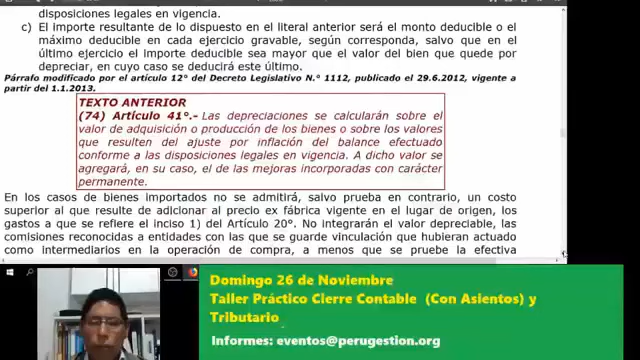 disposiciones legales en vigencia.
c) El importe resultante de lo dispuesto en el literal anterior será el monto deducible o el
máximo deducible en cada ejercicio gravable, según corresponda, salvo que en el
último ejercicio el importe deducible sea mayor que el valor del bien que quede por
depreciar, en cuyo caso se deducirá este último.
Párrafo modificado por el artículo 12° del Decreto Legislativo N.° 1112, publicado el 29.6.2012, vigente a
partir del 1.1.2013.
TEXTO ANTERIOR
(74) Artículo 41°.- Las depreciaciones se calcularán sobre el
valor de adquisición o producción de los bienes o sobre los valores
que resulten del ajuste por inflación del balance efectuado
conforme a las disposiciones legales en vigencia. A dicho valor se
agregará, en su caso, el de las mejoras incorporadas con carácter
permanente.
En los casos de bienes importados no se admitirá, salvo prueba en contrario, un costo
superior al que resulte de adicionar al precio ex fábrica vigente en el lugar de origen, los
gastos a que se refiere el inciso 1) del Artículo 20°. No integrarán el valor depreciable, las
comisiones reconocidas a entidades con las que se guarde vinculación que hubieran actuado
como intermediarios en la operación de compra, a menos que se pruebe la efectiva
Domingo 26 de Noviembre
Taller Práctico Cierre Contable (Con Asientos) y
Tributario
Informes: eventos@perugestion.org